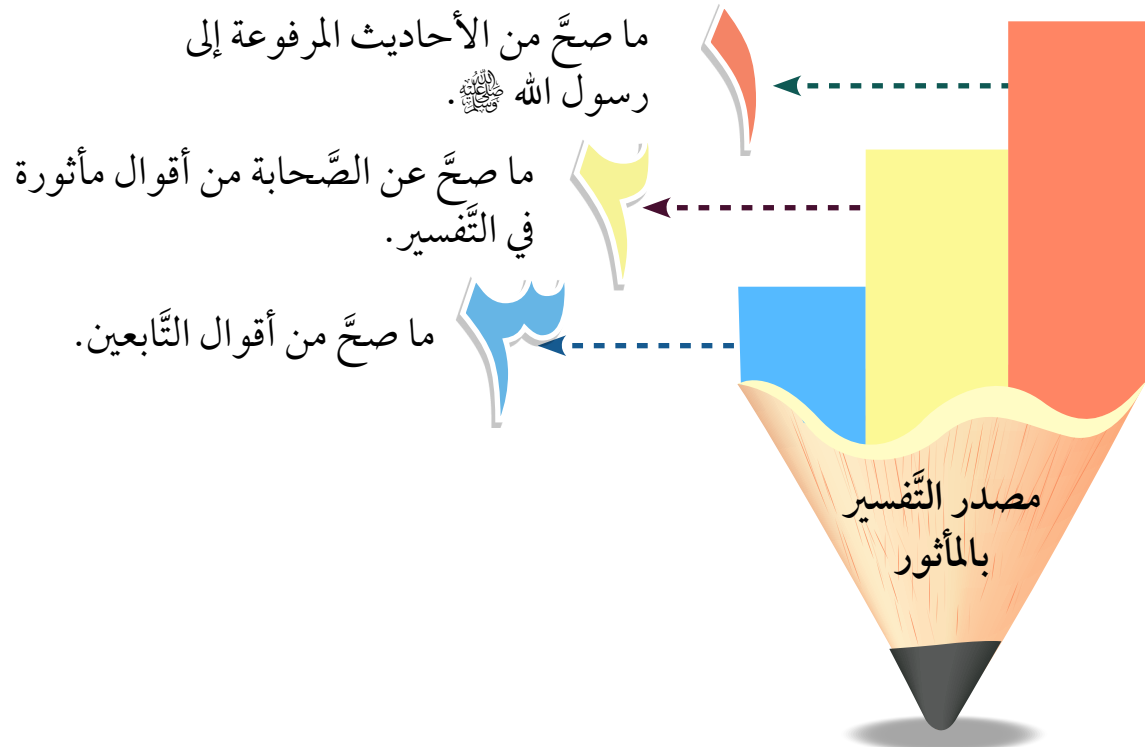 ١
ما صحَّ من الأحاديث المرفوعة إلى
رسول الله ﷺ.
٢
ما صحَّ عن الصَّحابة من أقوال مأثورة
في التَّفسير.
٣
ما صحَّ من أقوال التَّابعين.
مصدر التَّفسير
بالمأثور